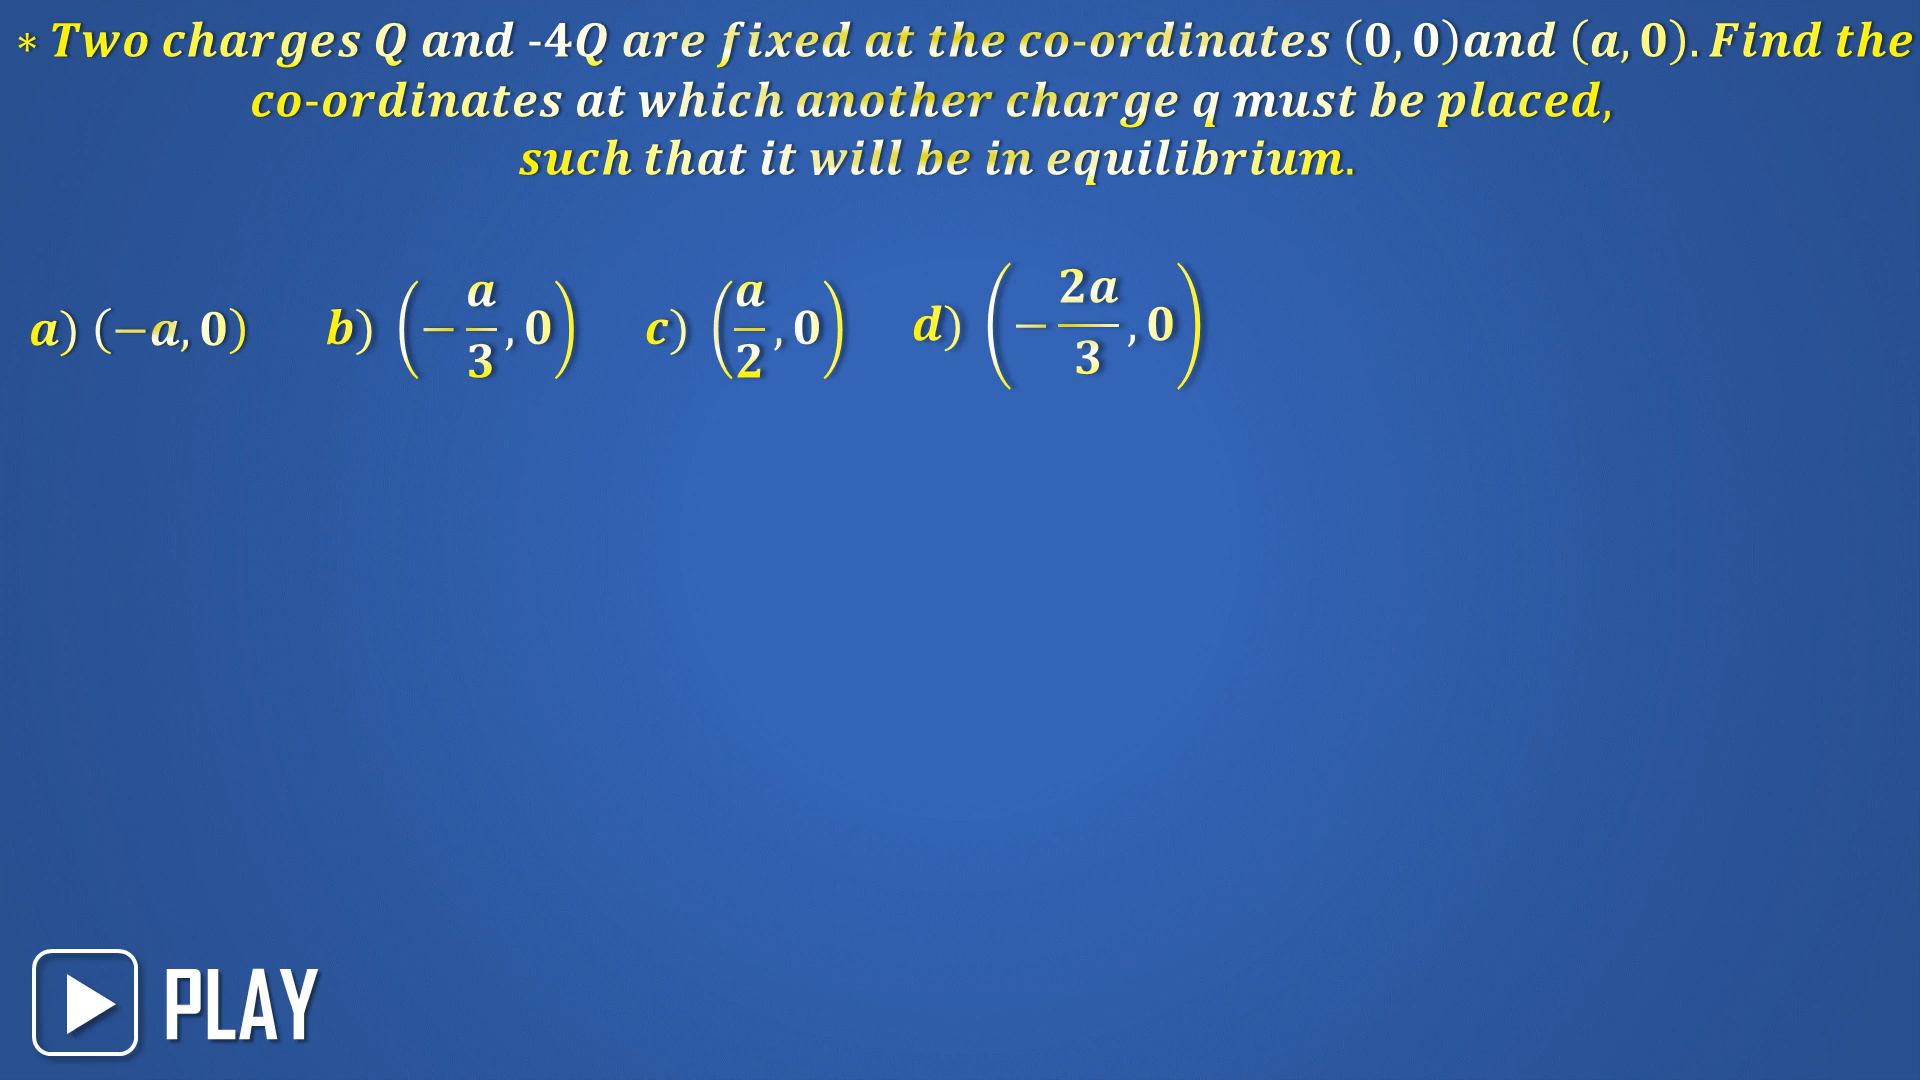 * Two charges Q and -4Q are fixed at the co-ordinates (0,0)and (a,0). Find the
co-ordinates at which another charge q must be placed,
such that it will be in equilibrium.
a) (−a,0) b) (−a/3,0) c) (a/2,0) d) (−2a/3,0)
PLAY